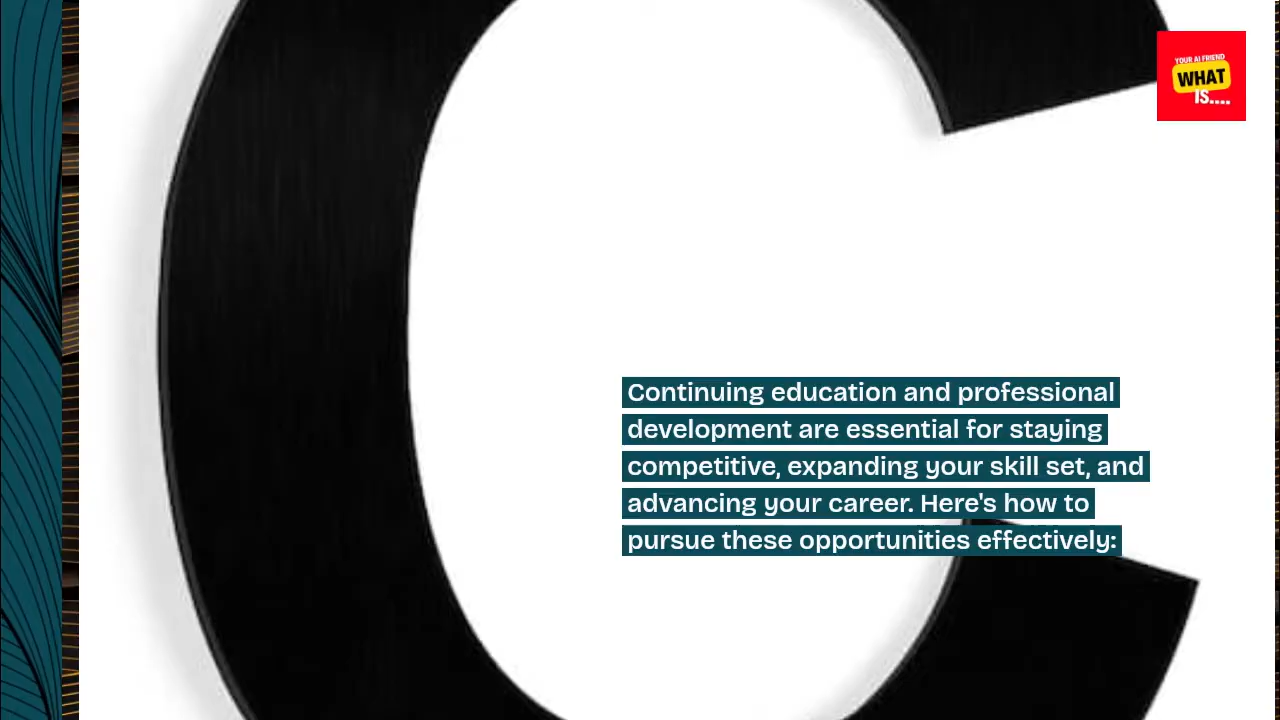 C
YOUR AI FRIEND
WHAT
IS....
Continuing education and professional
development are essential for staying
competitive, expanding your skill set, and
advancing your career. Here's how to
pursue these opportunities effectively: